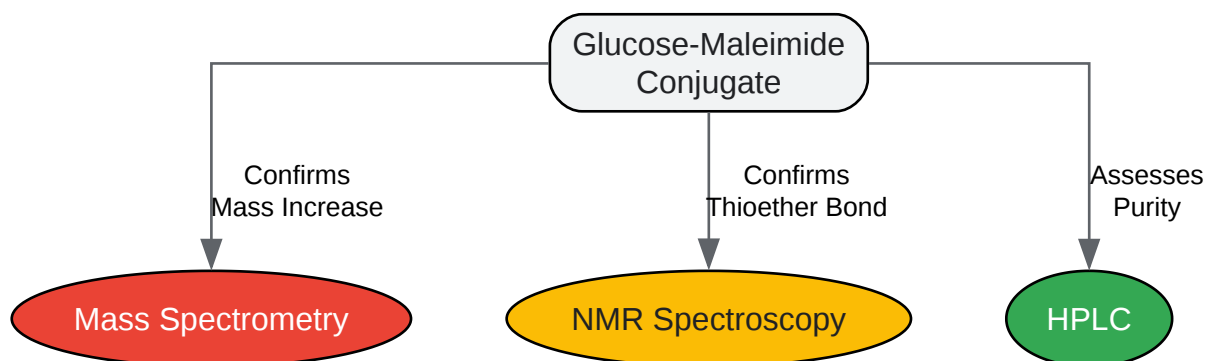 Glucose-Maleimide
Conjugate
Confirms
Mass Increase
Confirms
Thioether Bond
Assesses
Purity
Mass Spectrometry
NMR Spectroscopy
HPLC